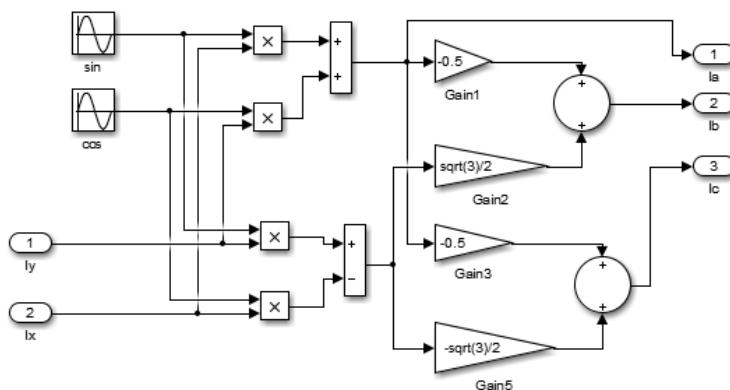 sin
cos
1
Iy
2
Ix
×
×
×
×
+
+
+
−
-0.5
Gain1
sqrt(3)/2
Gain2
-0.5
Gain3
-sqrt(3)/2
Gain5
+
+
+
+
1
Ia
2
Ib
3
Ic